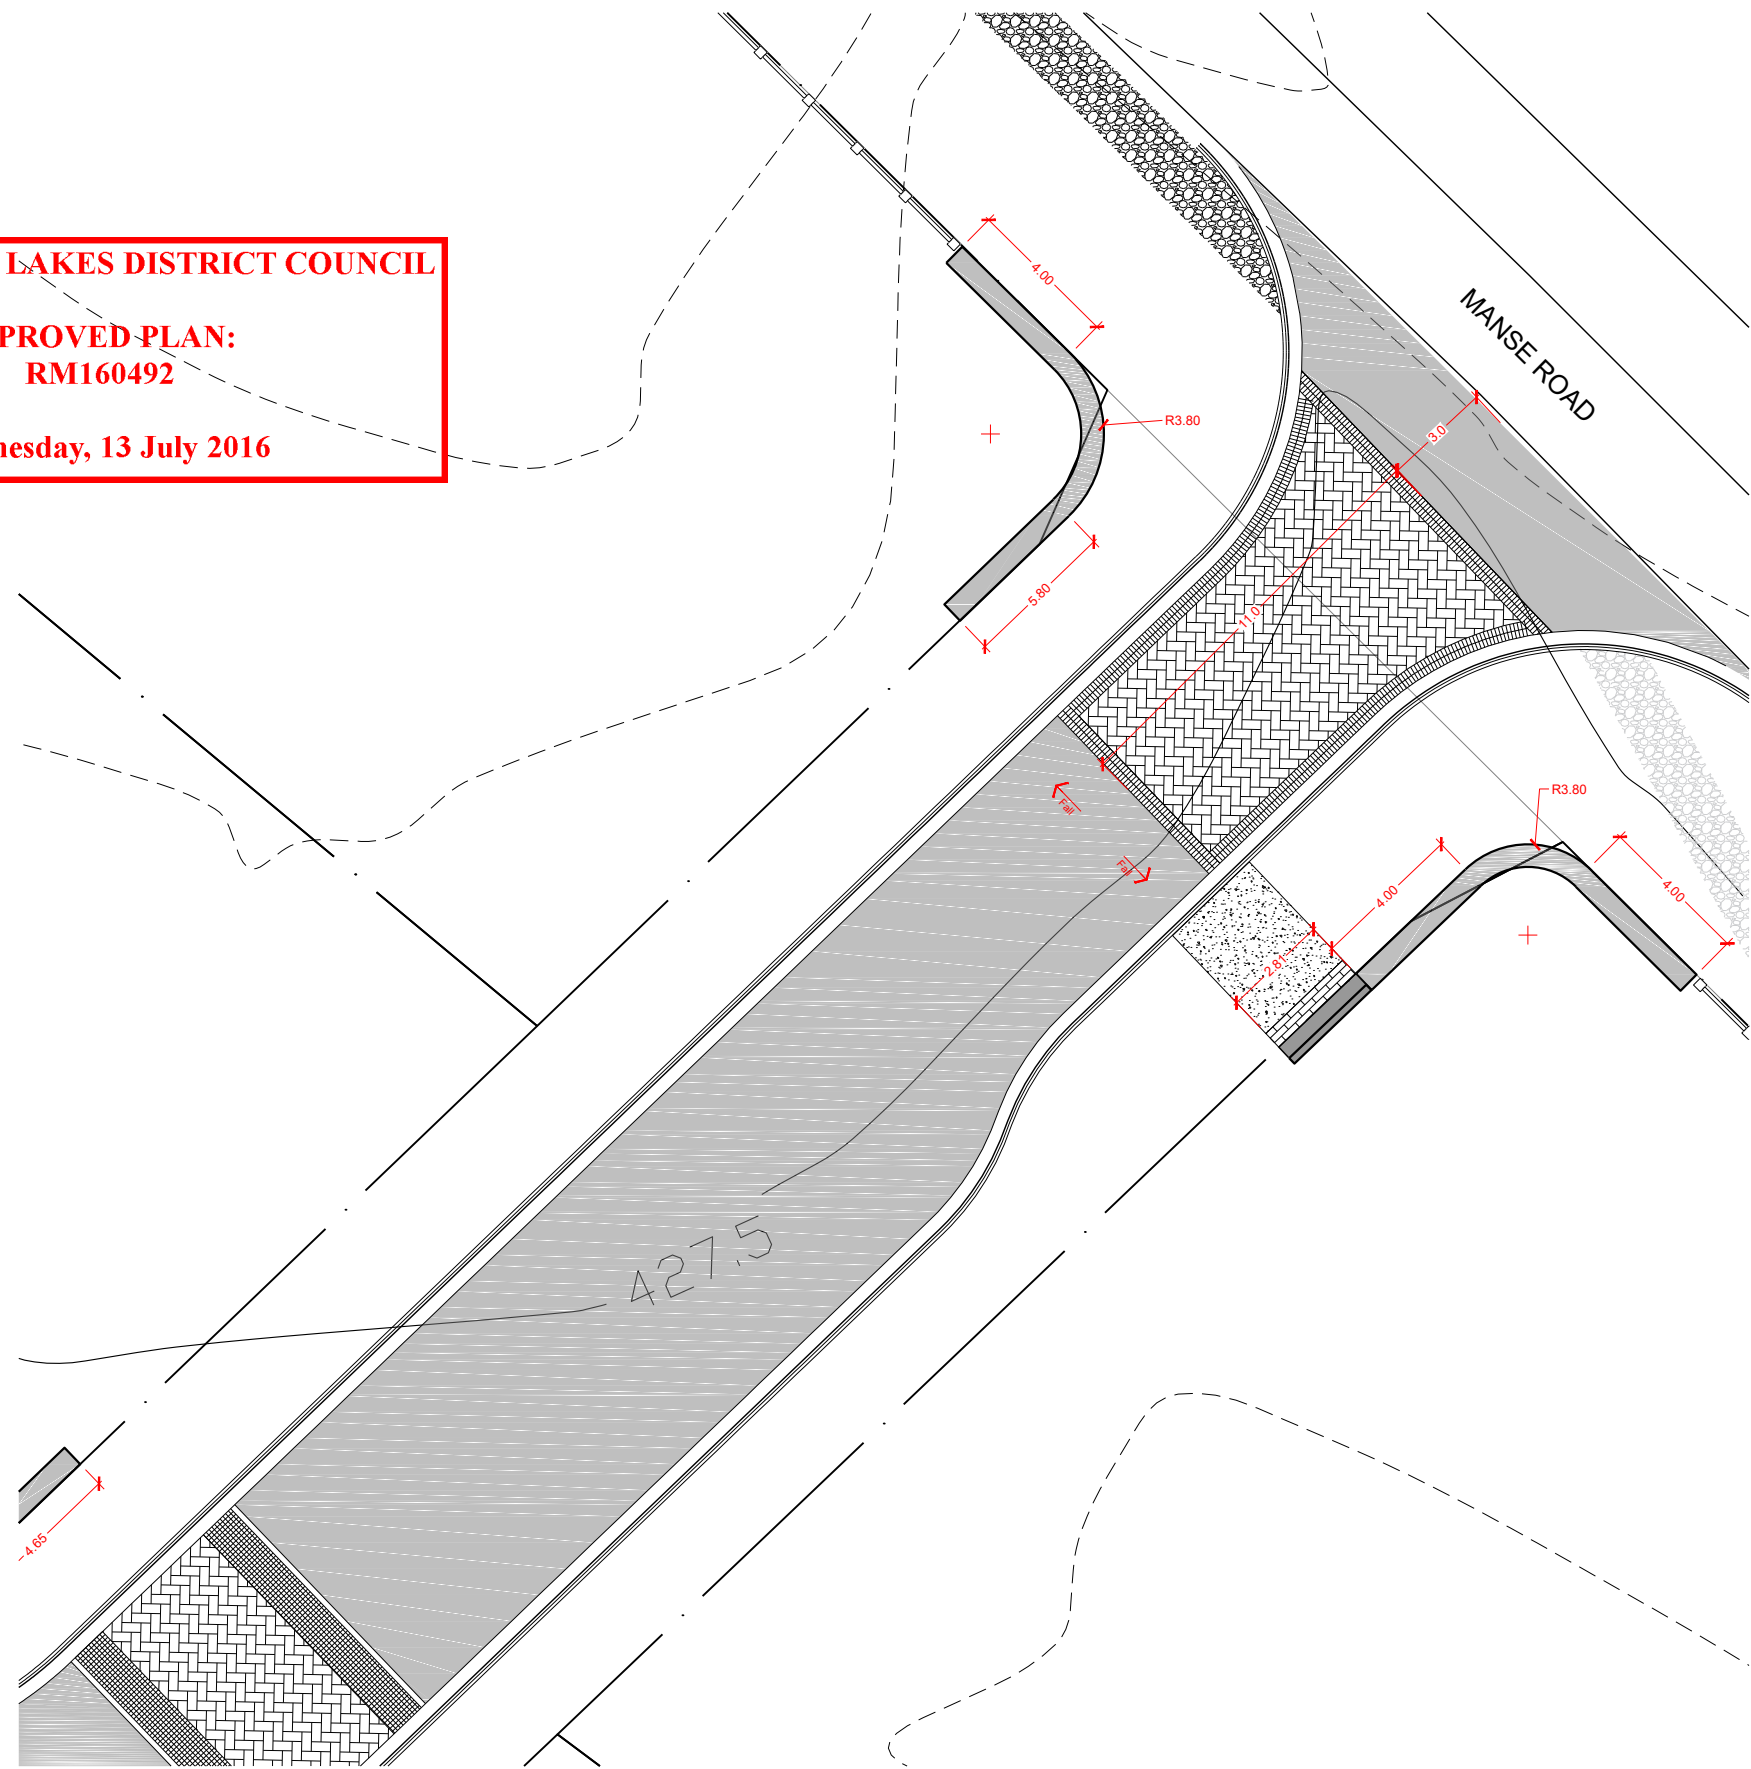 LAKES DISTRICT COUNCIL
PROVED PLAN:
RM160492
nesday, 13 July 2016
4.00
MANSE ROAD
R3.80
3.0
5.80
11.0
Fall
Fall
R3.80
4.00
4.00
2.81
427.5
4.65